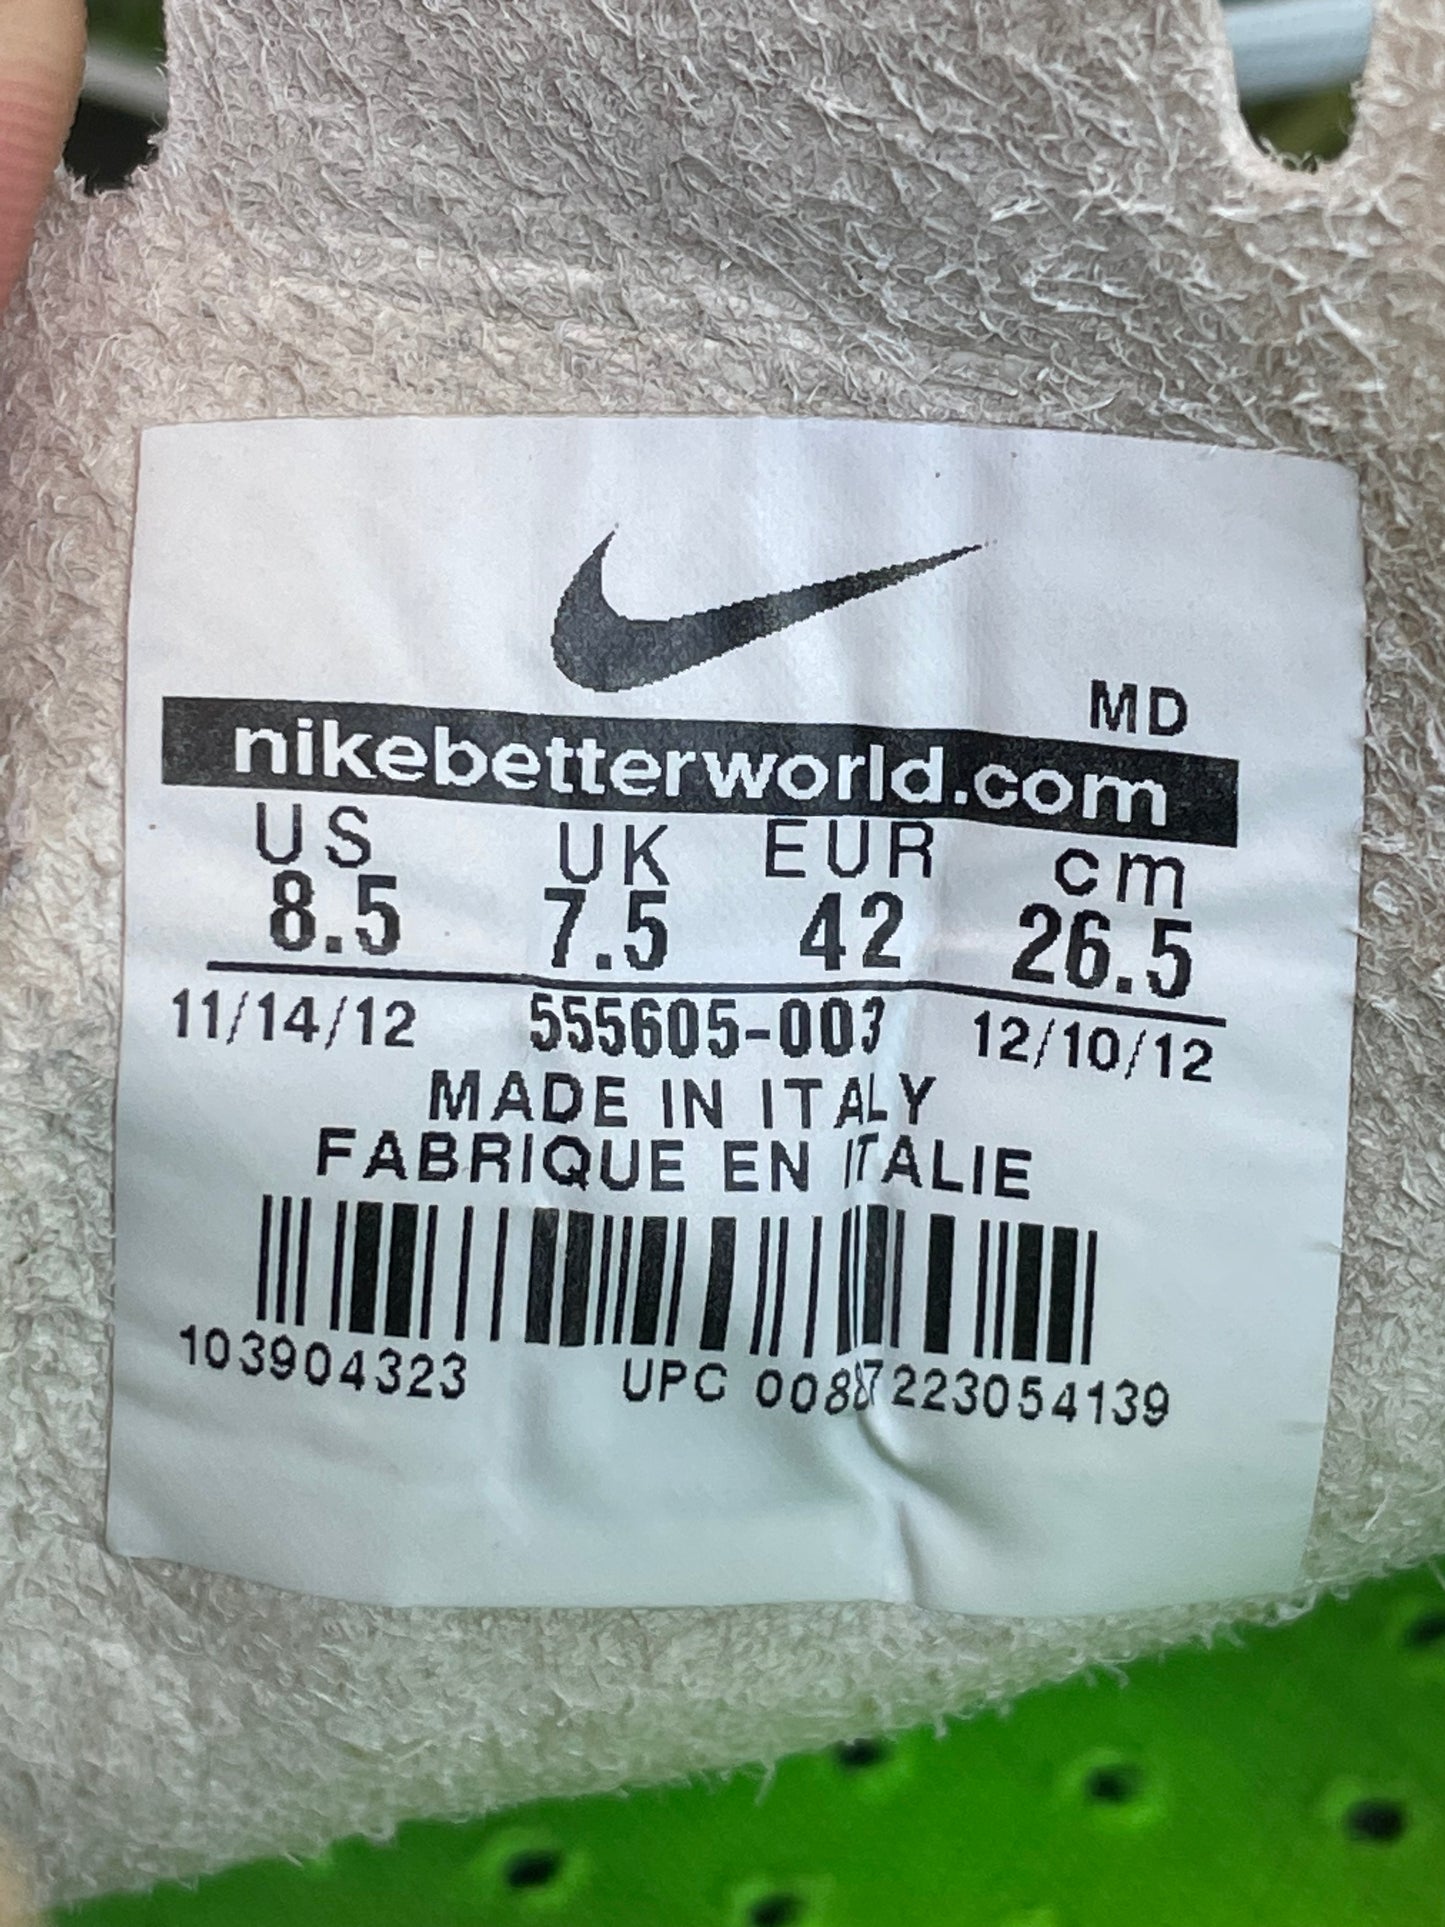 MD
nikebetterworld.com
US UK EUR cm
8.5 7.5 42 26.5
11/14/12 555605-003 12/10/12
MADE IN ITALY
FABRIQUE EN ITALIE
103904323 UPC 00887223054139